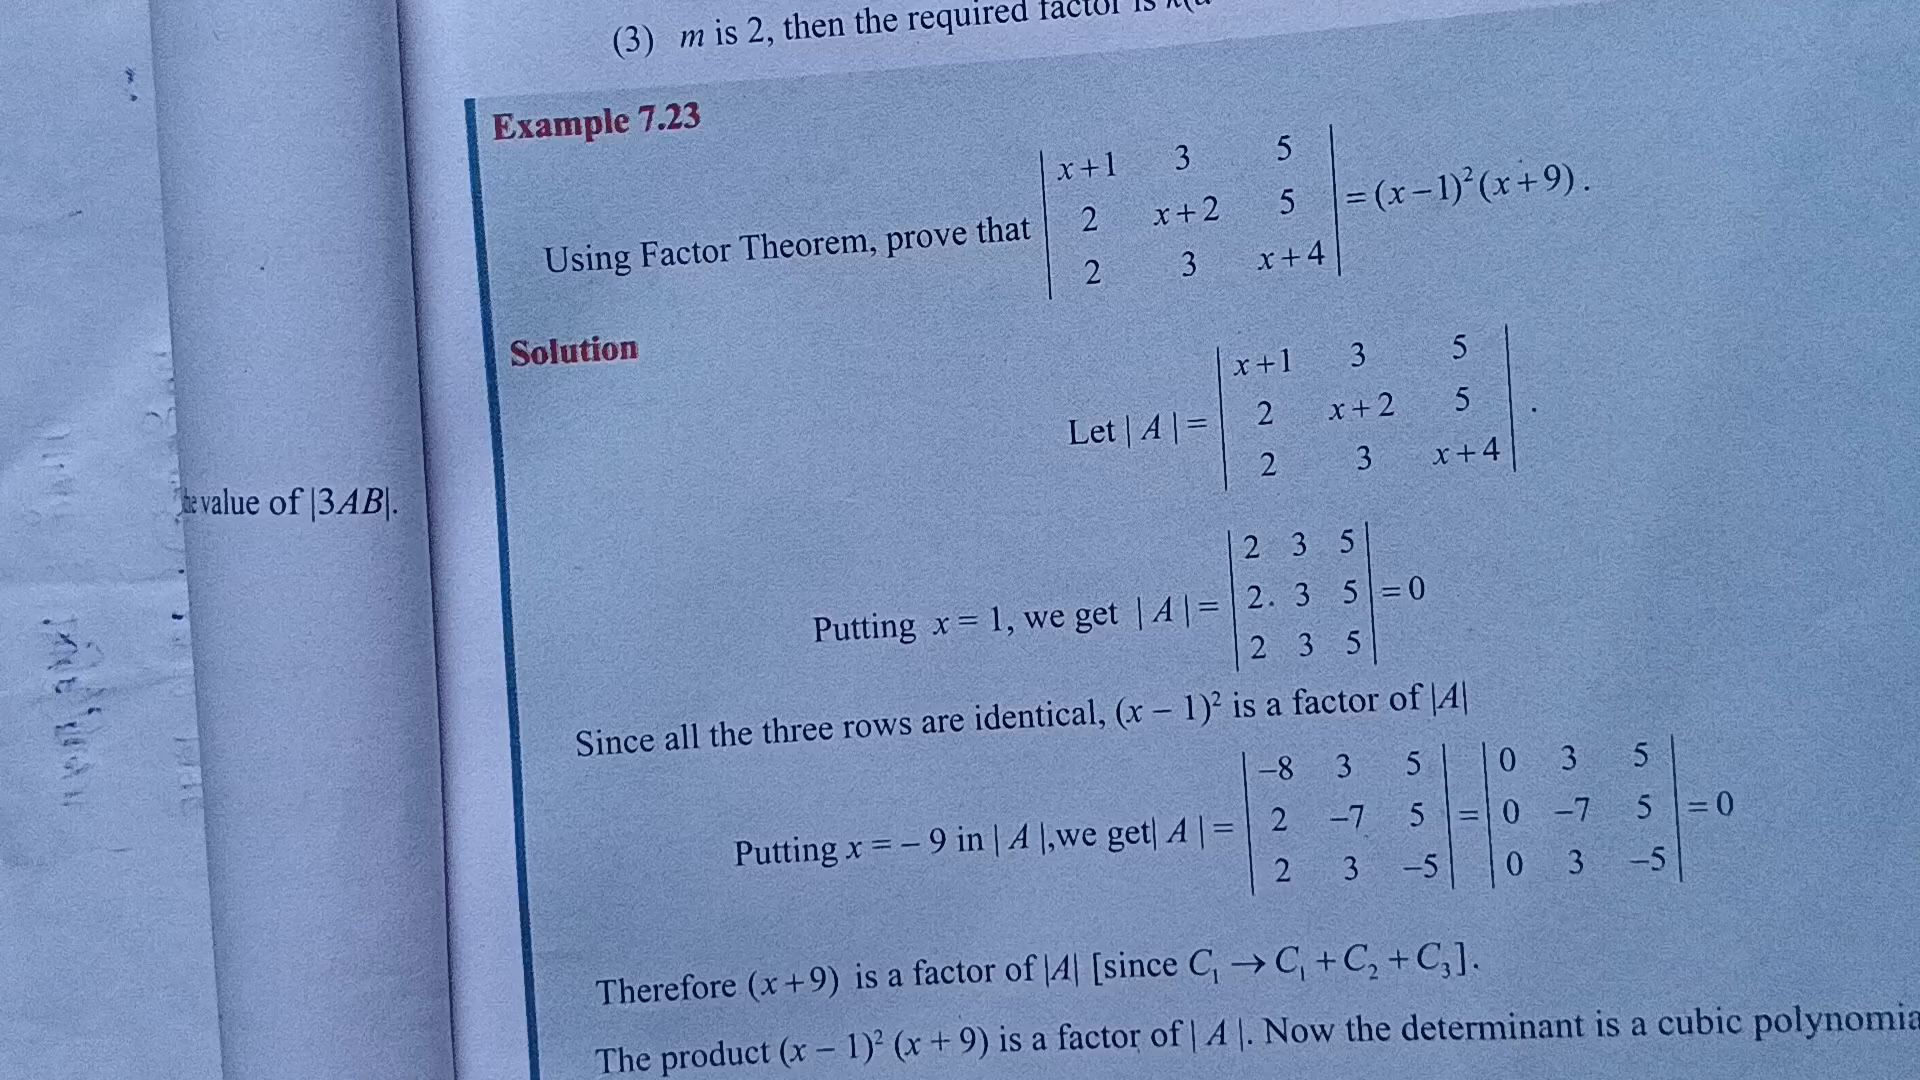 (3) m is 2, then the required factor is k(
Example 7.23
Using Factor Theorem, prove that | x+1 3 5 | = (x−1)²(x+9).
| 2 x+2 5 |
| 2 3 x+4 |
Solution
Let |A| = | x+1 3 5 | .
| 2 x+2 5 |
| 2 3 x+4 |
value of |3AB|.
Putting x = 1, we get |A| = | 2 3 5 | = 0
| 2. 3 5 |
| 2 3 5 |
Since all the three rows are identical, (x − 1)² is a factor of |A|
Putting x = − 9 in |A|,we get|A| = | −8 3 5 | = | 0 3 5 | = 0
| 2 −7 5 | | 0 −7 5 |
| 2 3 −5 | | 0 3 −5 |
Therefore (x+9) is a factor of |A| [since C₁ → C₁ + C₂ + C₃].
The product (x − 1)² (x + 9) is a factor of |A|. Now the determinant is a cubic polynomia